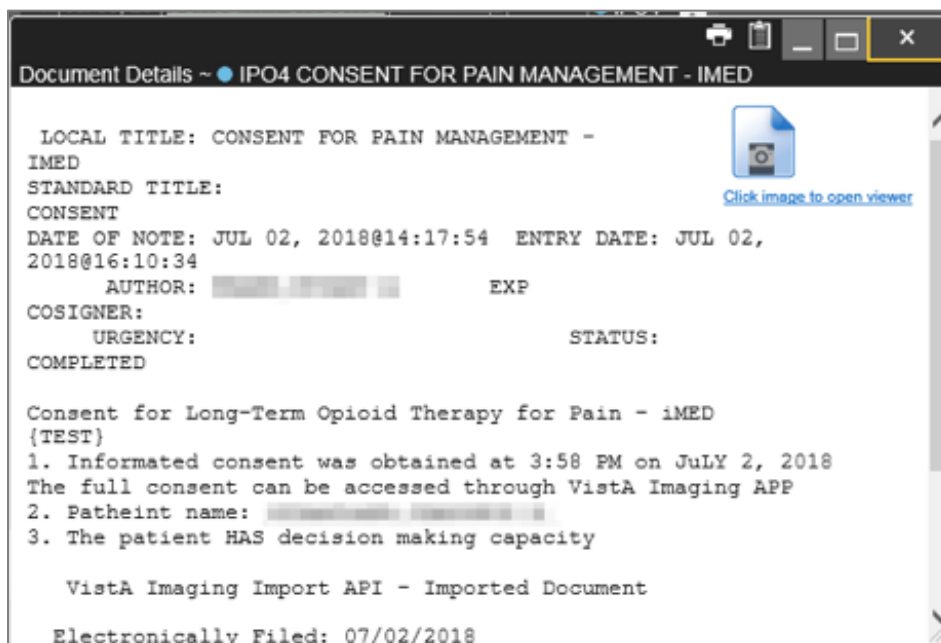 Document Details ~ IPO4 CONSENT FOR PAIN MANAGEMENT - IMED
LOCAL TITLE: CONSENT FOR PAIN MANAGEMENT -
IMED
STANDARD TITLE:
CONSENT
Click image to open viewer
DATE OF NOTE: JUL 02, 2018@14:17:54 ENTRY DATE: JUL 02,
2018@16:10:34
AUTHOR: EXP
COSIGNER:
URGENCY: STATUS:
COMPLETED
Consent for Long-Term Opioid Therapy for Pain - iMED
{TEST}
1. Informated consent was obtained at 3:58 PM on JuLY 2, 2018
The full consent can be accessed through VistA Imaging APP
2. Patheint name:
3. The patient HAS decision making capacity
VistA Imaging Import API - Imported Document
Electronically Filed: 07/02/2018